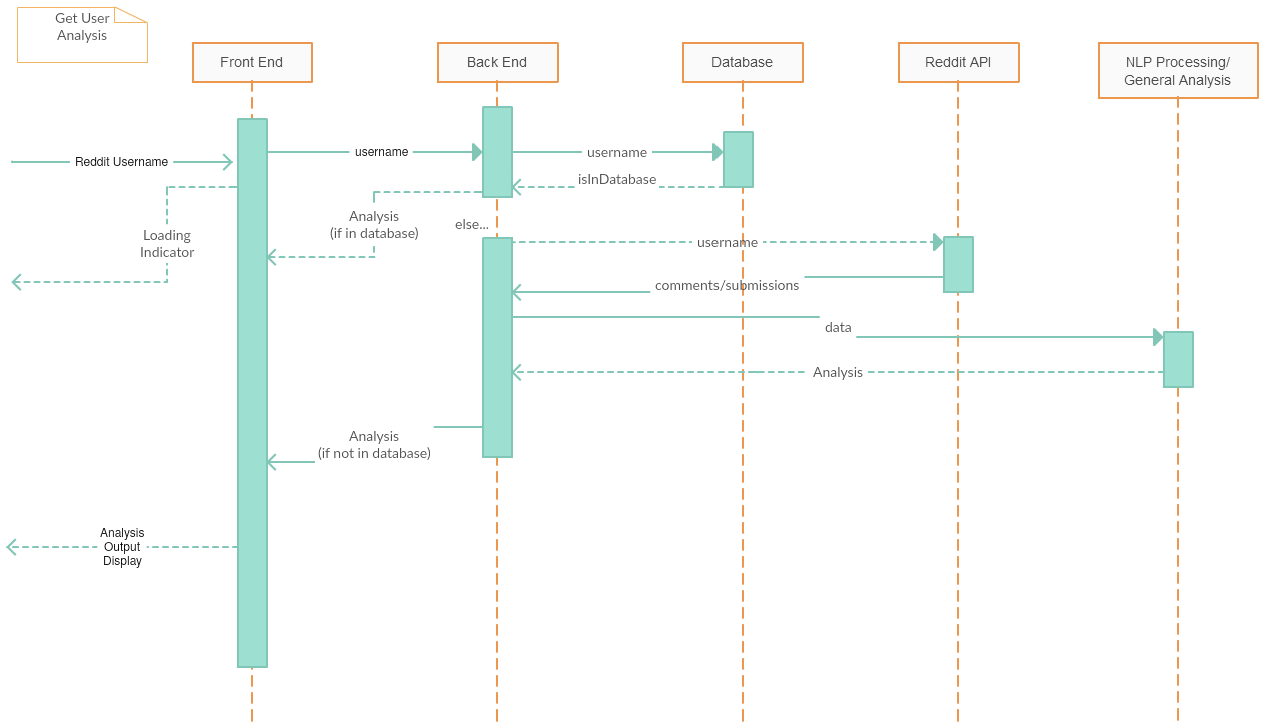 Get User
Analysis
Front End
Back End
Database
Reddit API
NLP Processing/
General Analysis
Reddit Username
username
username
isInDatabase
Analysis
(if in database)
else...
Loading
Indicator
username
comments/submissions
data
Analysis
Analysis
(if not in database)
Analysis
Output
Display